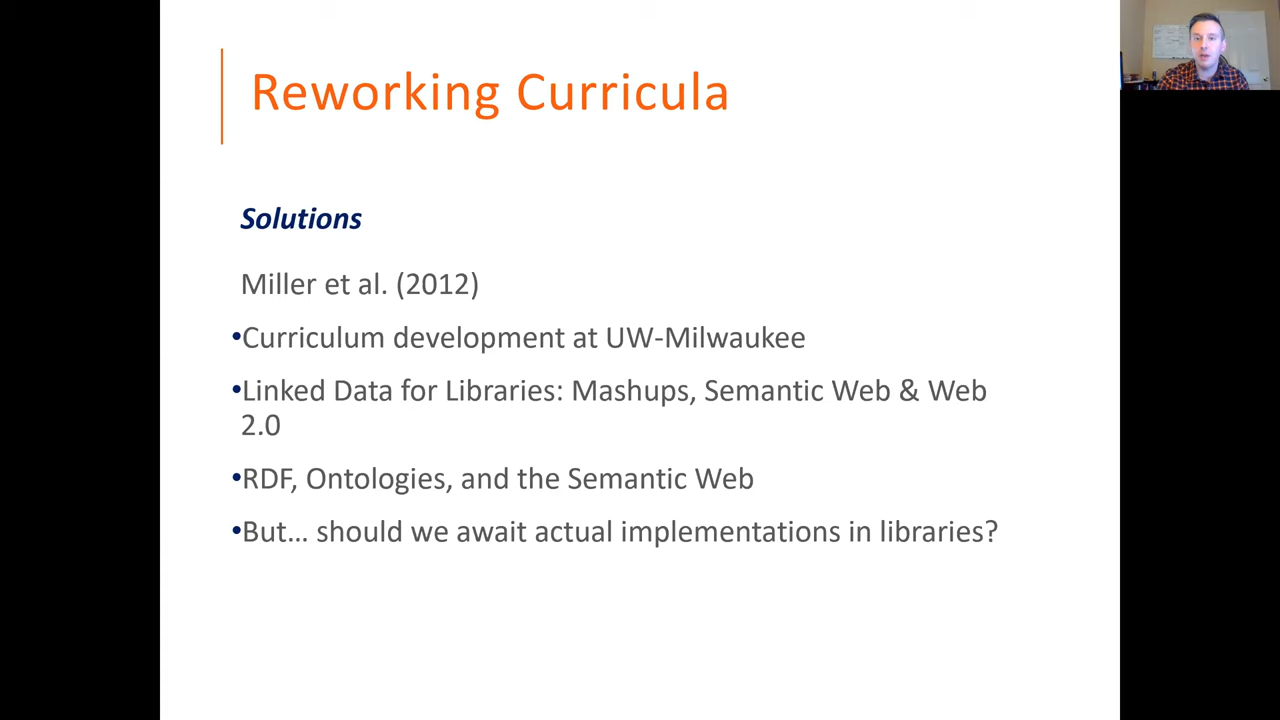 Reworking Curricula
Solutions
Miller et al. (2012)
•Curriculum development at UW-Milwaukee
•Linked Data for Libraries: Mashups, Semantic Web & Web
2.0
•RDF, Ontologies, and the Semantic Web
•But… should we await actual implementations in libraries?